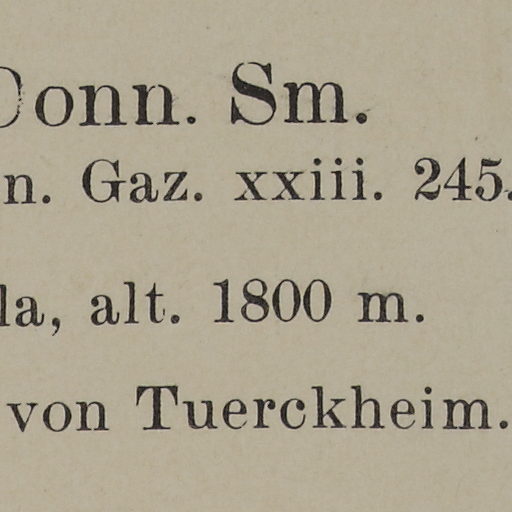 Donn. Sm.
n. Gaz. xxiii. 245.
la, alt. 1800 m.
von Tuerckheim.